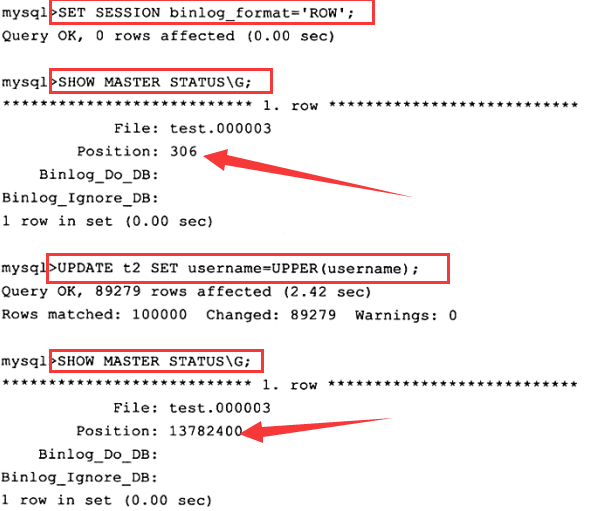 mysql>SET SESSION binlog_format='ROW';
Query OK, 0 rows affected (0.00 sec)
mysql>SHOW MASTER STATUS\G;
*************************** 1. row ***************************
File: test.000003
Position: 306
Binlog_Do_DB:
Binlog_Ignore_DB:
1 row in set (0.00 sec)
mysql>UPDATE t2 SET username=UPPER(username);
Query OK, 89279 rows affected (2.42 sec)
Rows matched: 100000  Changed: 89279  Warnings: 0
mysql>SHOW MASTER STATUS\G;
*************************** 1. row ***************************
File: test.000003
Position: 13782400
Binlog_Do_DB:
Binlog_Ignore_DB:
1 row in set (0.00 sec)